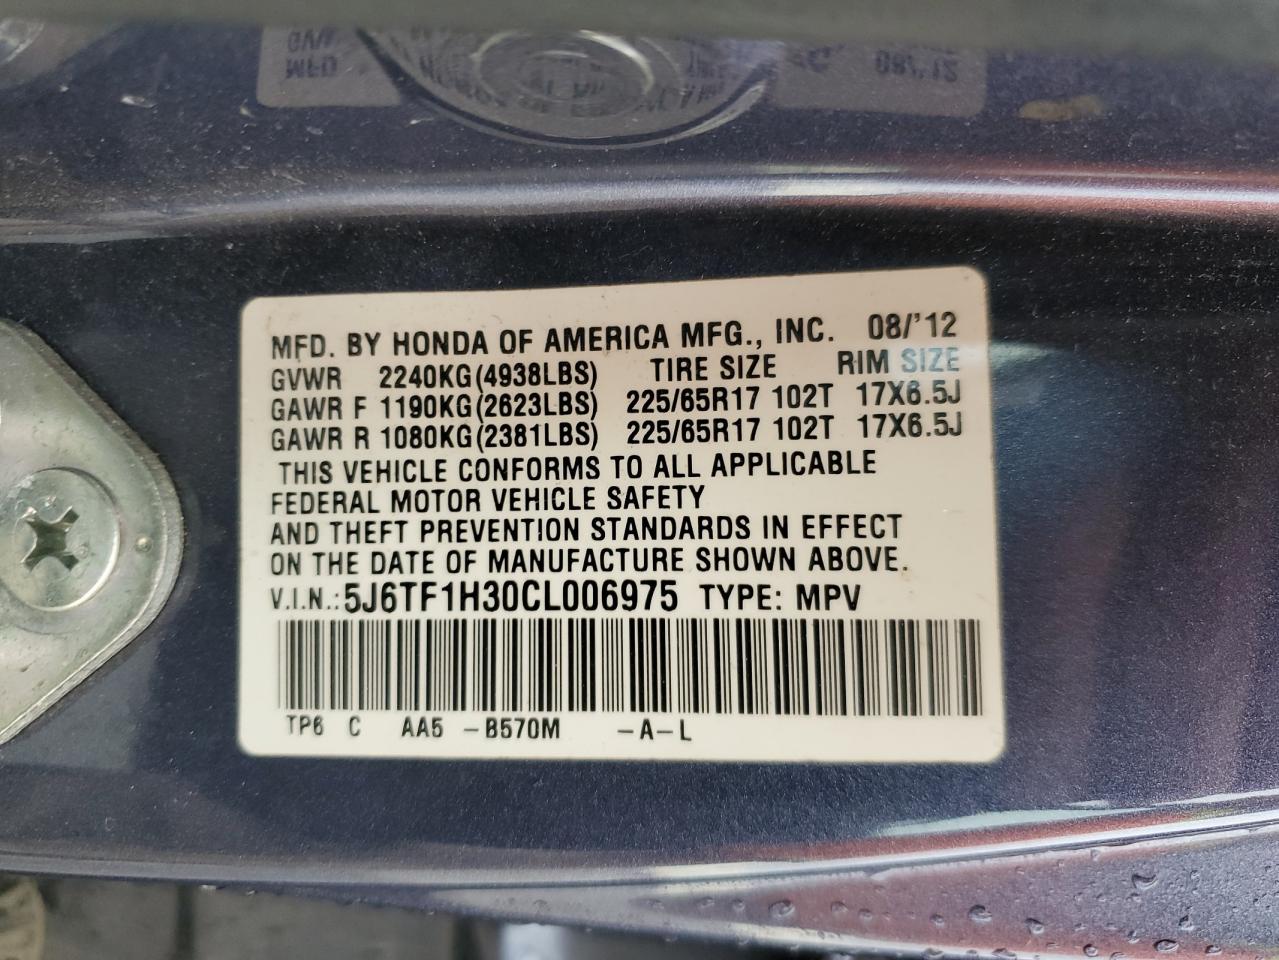 MFD. BY HONDA OF AMERICA MFG., INC. 08/'12
GVWR 2240KG(4938LBS) TIRE SIZE RIM SIZE
GAWR F 1190KG(2623LBS) 225/65R17 102T 17X6.5J
GAWR R 1080KG(2381LBS) 225/65R17 102T 17X6.5J
THIS VEHICLE CONFORMS TO ALL APPLICABLE
FEDERAL MOTOR VEHICLE SAFETY
AND THEFT PREVENTION STANDARDS IN EFFECT
ON THE DATE OF MANUFACTURE SHOWN ABOVE.
V.I.N.:5J6TF1H30CL006975 TYPE: MPV
TP6 C AA5 -B570M -A-L